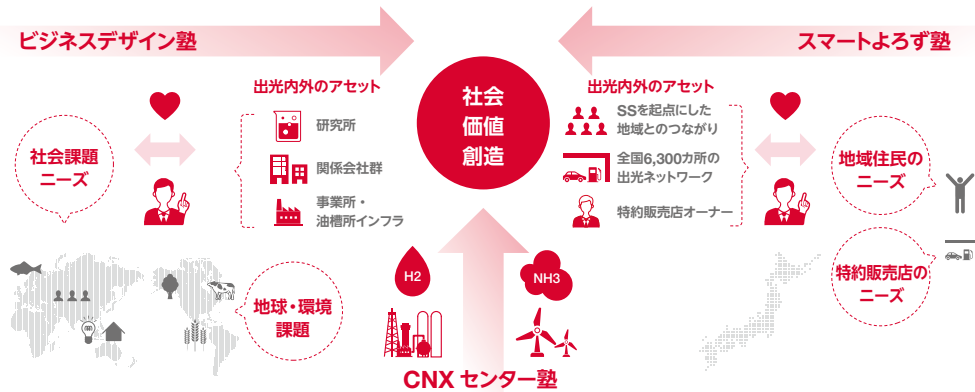 ビジネスデザイン塾
スマートよろず塾
出光内外のアセット
研究所
関係会社群
事業所・
油槽所インフラ
社会課題
ニーズ
地球・環境
課題
社会
価値
創造
出光内外のアセット
SSを起点にした
地域とのつながり
全国6,300カ所の
出光ネットワーク
特約販売店オーナー
地域住民の
ニーズ
特約販売店の
ニーズ
H2
NH3
CNX センター塾